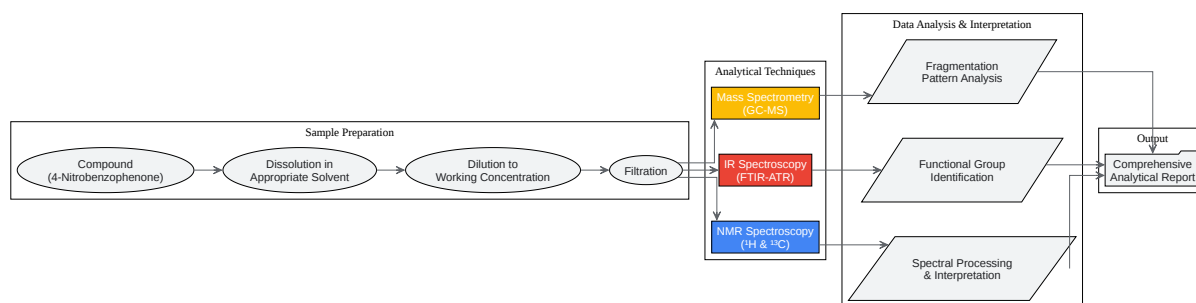 Sample Preparation
Compound
(4-Nitrobenzophenone)
Dissolution in
Appropriate Solvent
Dilution to
Working Concentration
Filtration
Analytical Techniques
Mass Spectrometry
(GC-MS)
IR Spectroscopy
(FTIR-ATR)
NMR Spectroscopy
(¹H & ¹³C)
Data Analysis & Interpretation
Fragmentation
Pattern Analysis
Functional Group
Identification
Spectral Processing
& Interpretation
Output
Comprehensive
Analytical Report